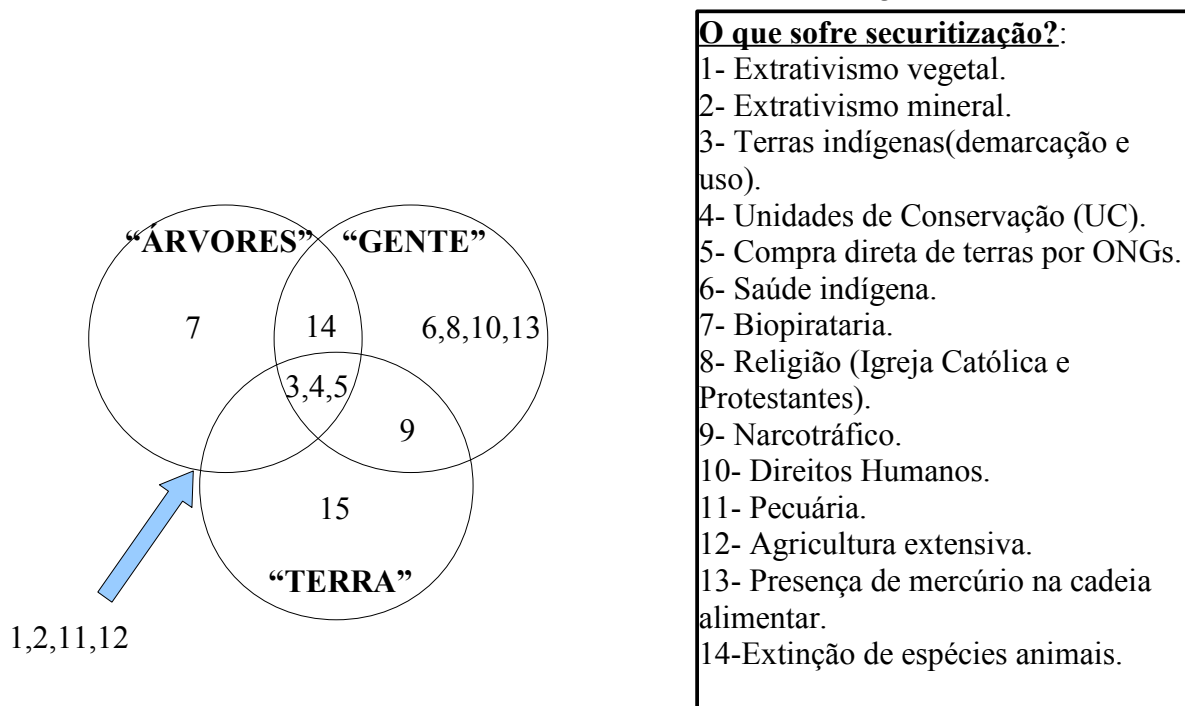 O que sofre securitização?:
1- Extrativismo vegetal.
2- Extrativismo mineral.
3- Terras indígenas(demarcação e
uso).
4- Unidades de Conservação (UC).
5- Compra direta de terras por ONGs.
6- Saúde indígena.
7- Biopirataria.
8- Religião (Igreja Católica e
Protestantes).
9- Narcotráfico.
10- Direitos Humanos.
11- Pecuária.
12- Agricultura extensiva.
13- Presença de mercúrio na cadeia
alimentar.
14-Extinção de espécies animais.
“ÁRVORES” “GENTE”
7 14 6,8,10,13
3,4,5
9
15
“TERRA”
1,2,11,12